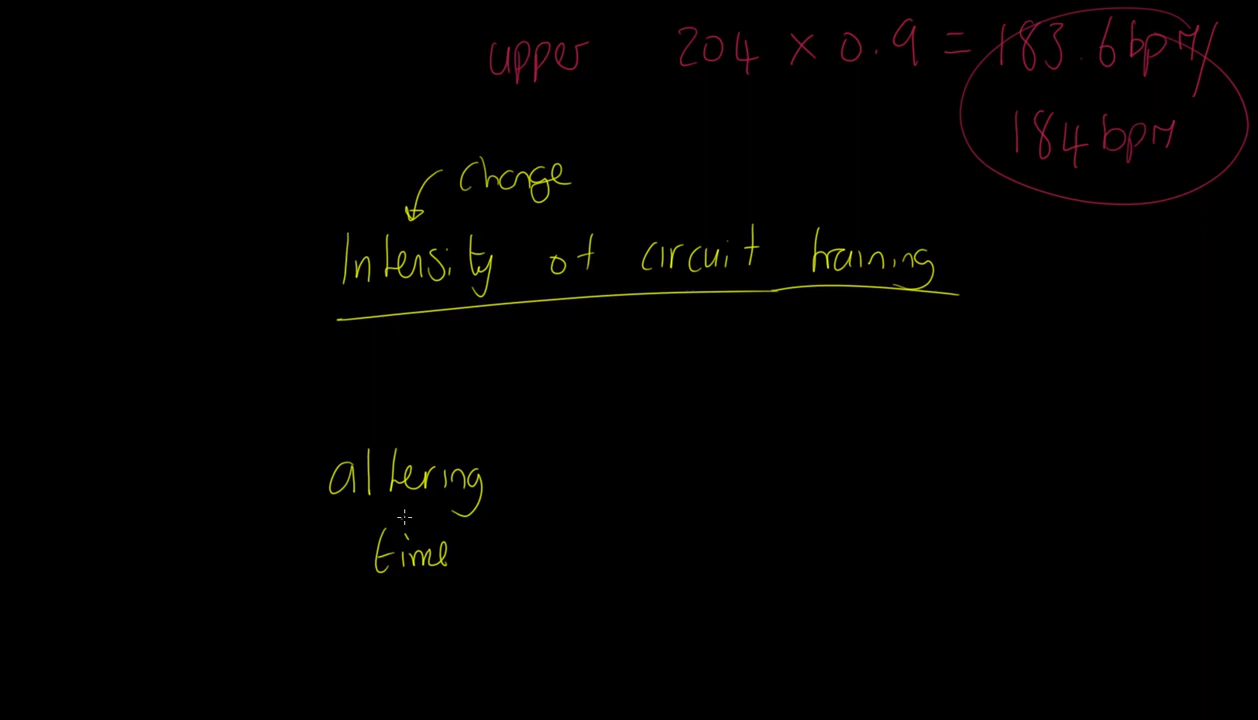 upper 204 × 0.9 = 183.6bpm/
184bpm
change
Intensity of circuit training
altering
time